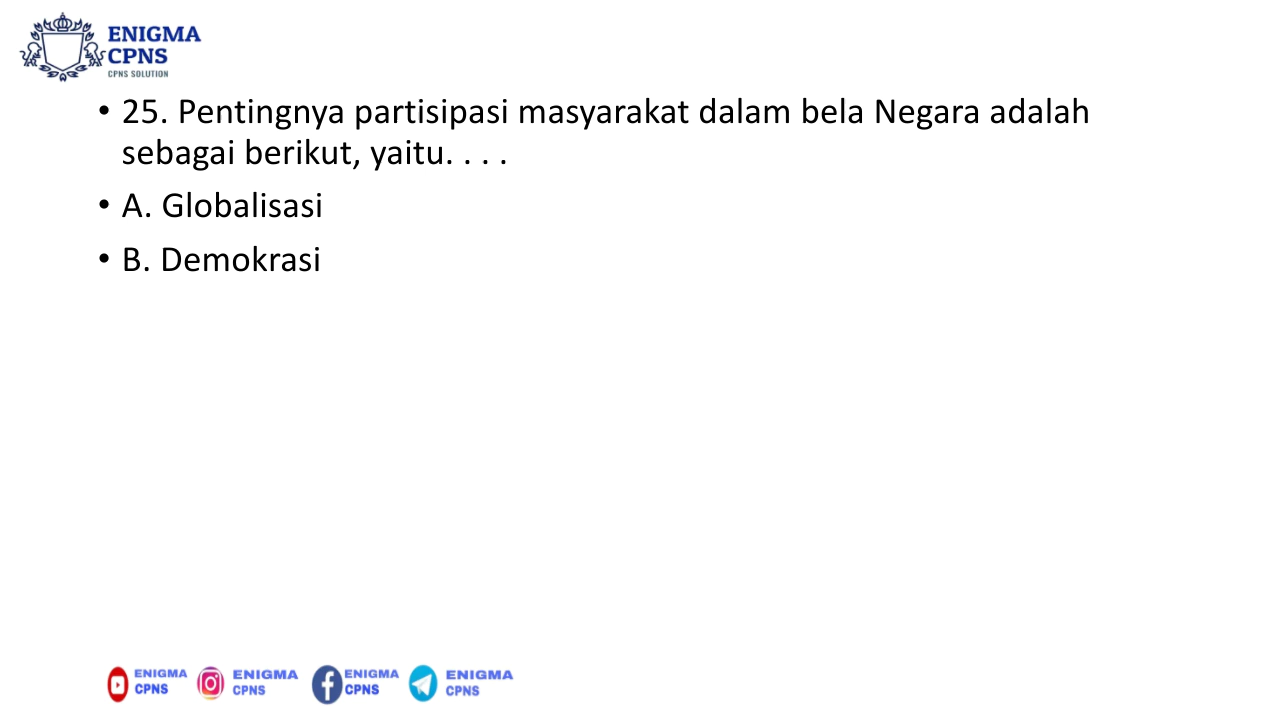 ENIGMA
CPNS
CPNS SOLUTION
• 25. Pentingnya partisipasi masyarakat dalam bela Negara adalah
sebagai berikut, yaitu. . . .
• A. Globalisasi
• B. Demokrasi
ENIGMA
CPNS
ENIGMA
CPNS
ENIGMA
CPNS
ENIGMA
CPNS